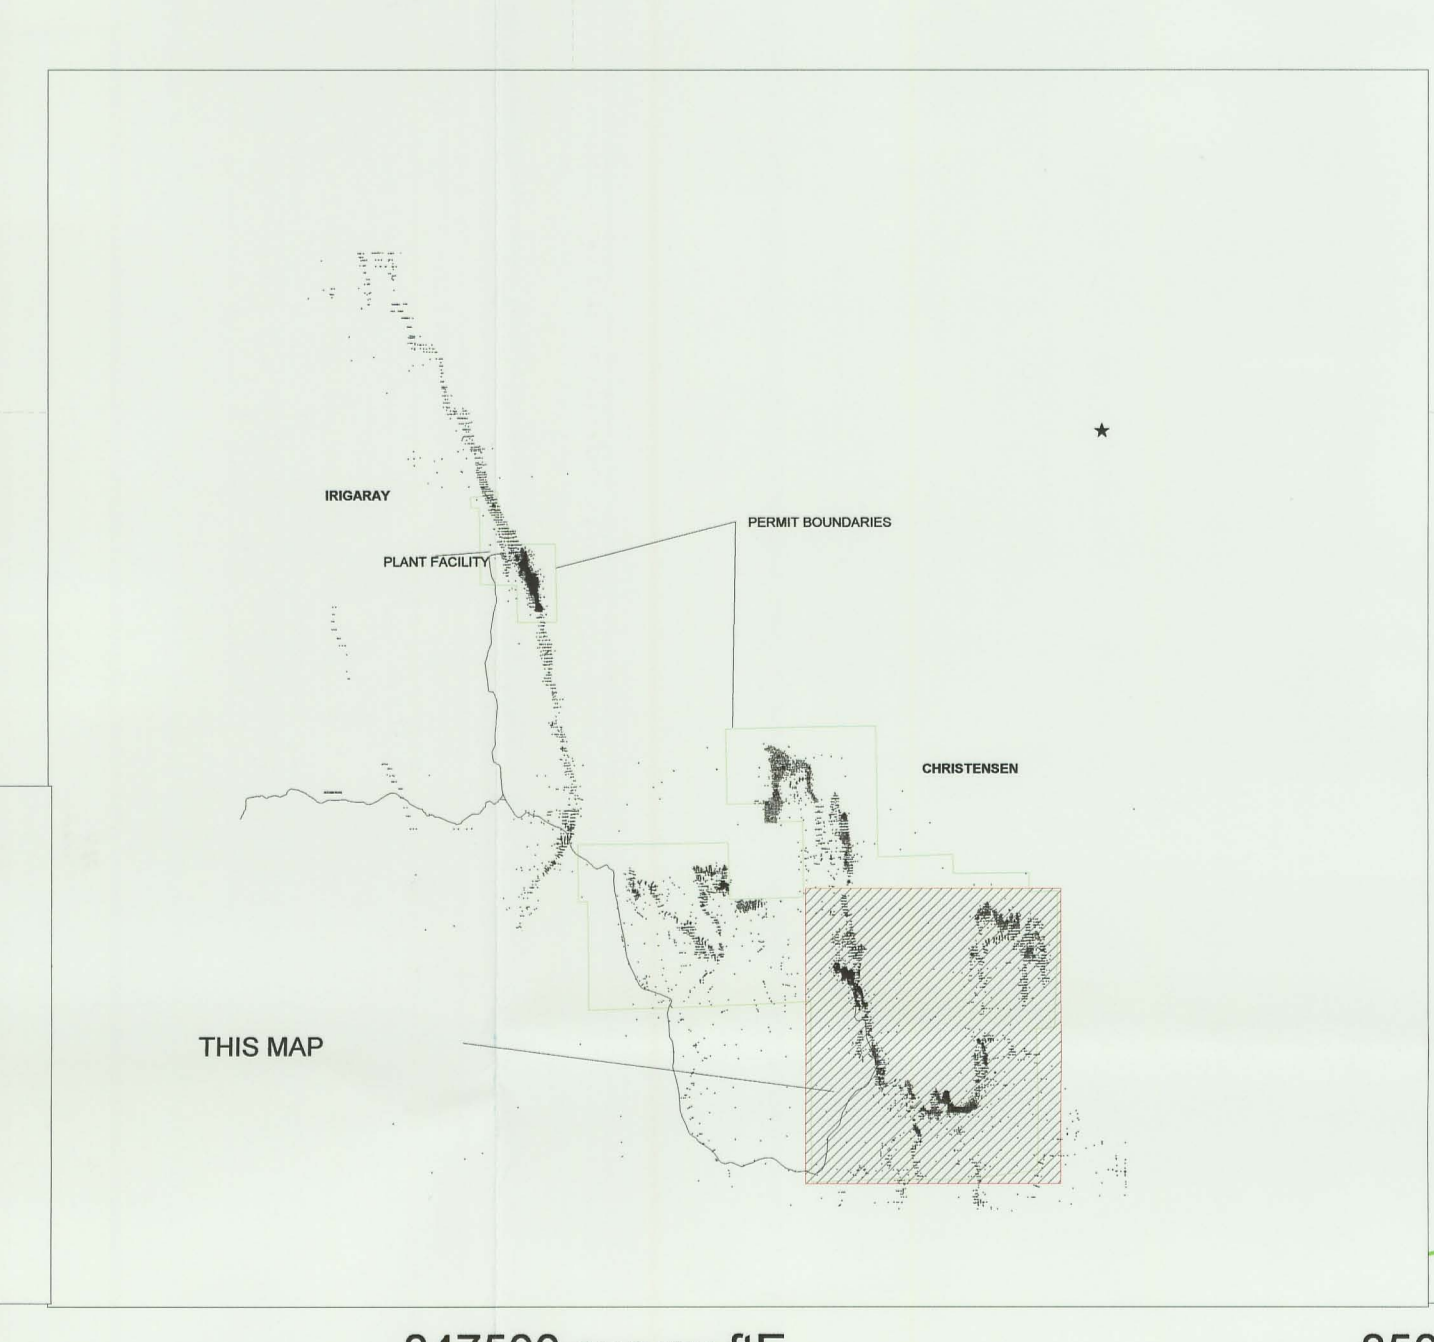 IRIGARAY
PERMIT BOUNDARIES
PLANT FACILITY
CHRISTENSEN
THIS MAP